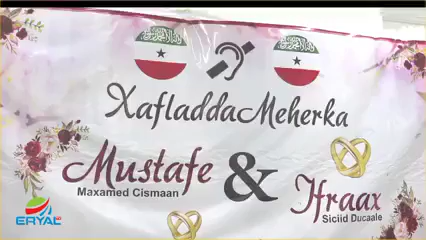 Xafladda Meherka
Mustafe & Ifraax
Maxamed Cismaan
Siciid Ducaale
ERYAL